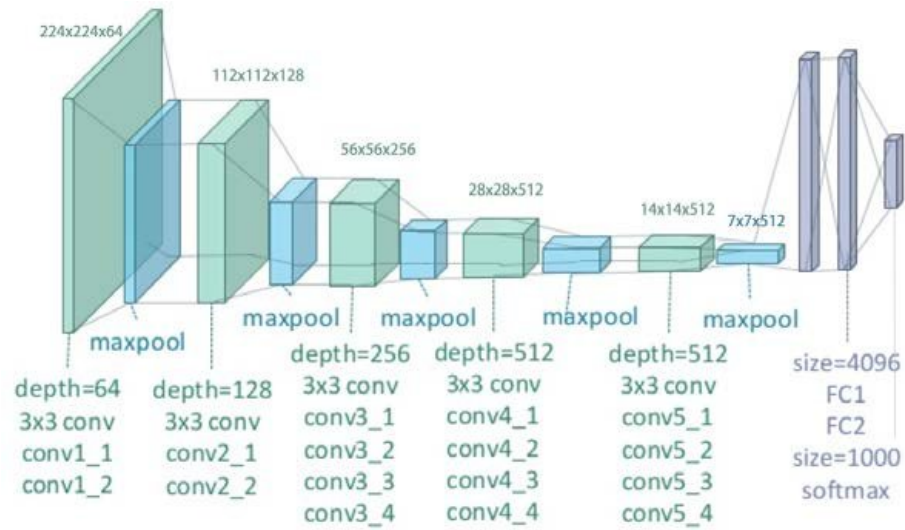 224x224x64
112x112x128
56x56x256
28x28x512
14x14x512
7x7x512
maxpool
maxpool
maxpool
maxpool
maxpool
depth=64
3x3 conv
conv1_1
conv1_2
depth=128
3x3 conv
conv2_1
conv2_2
depth=256
3x3 conv
conv3_1
conv3_2
conv3_3
conv3_4
depth=512
3x3 conv
conv4_1
conv4_2
conv4_3
conv4_4
depth=512
3x3 conv
conv5_1
conv5_2
conv5_3
conv5_4
size=4096
FC1
FC2
size=1000
softmax